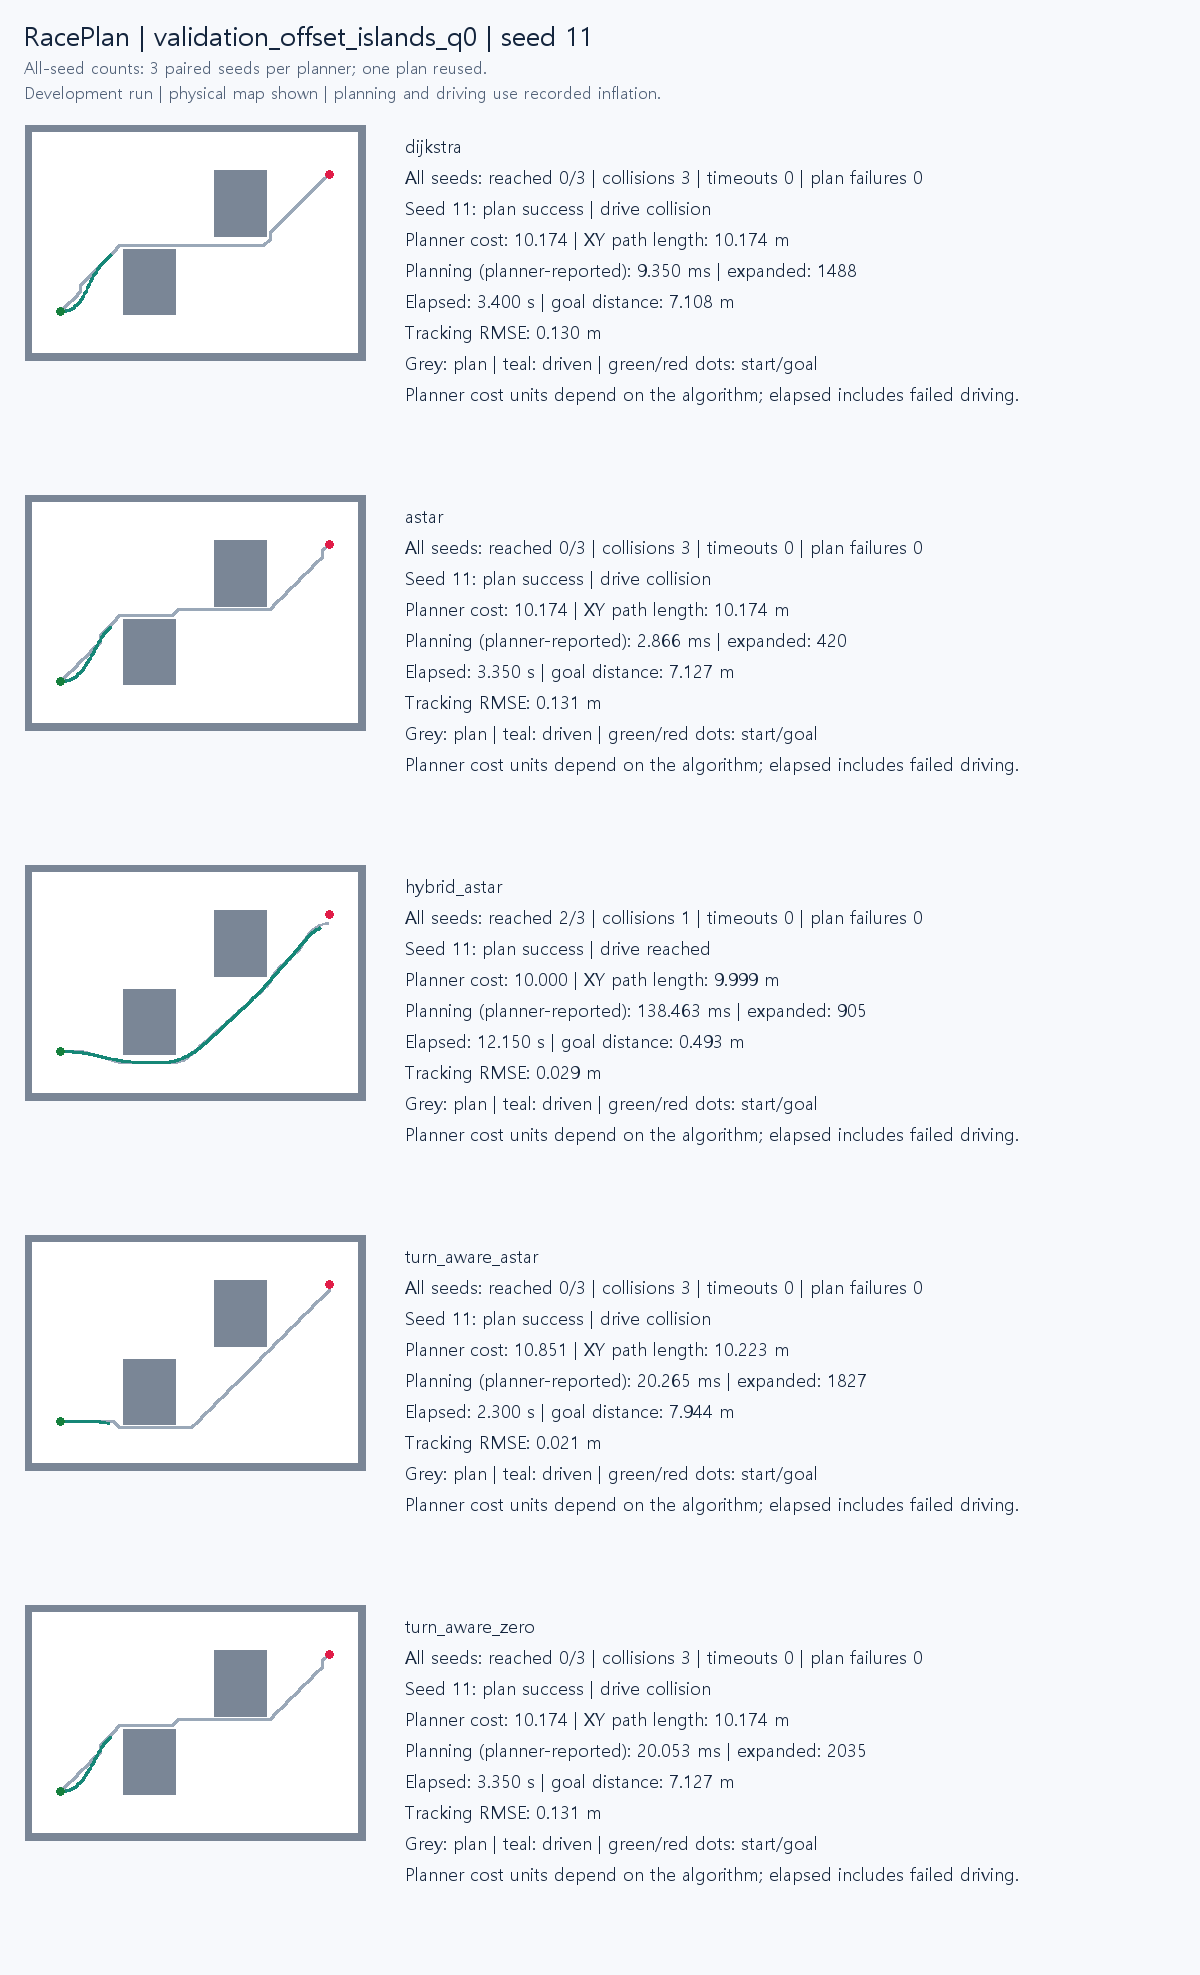 RacePlan | validation_offset_islands_q0 | seed 11
All-seed counts: 3 paired seeds per planner; one plan reused.
Development run | physical map shown | planning and driving use recorded inflation.
dijkstra
All seeds: reached 0/3 | collisions 3 | timeouts 0 | plan failures 0
Seed 11: plan success | drive collision
Planner cost: 10.174 | XY path length: 10.174 m
Planning (planner-reported): 9.350 ms | expanded: 1488
Elapsed: 3.400 s | goal distance: 7.108 m
Tracking RMSE: 0.130 m
Grey: plan | teal: driven | green/red dots: start/goal
Planner cost units depend on the algorithm; elapsed includes failed driving.
astar
All seeds: reached 0/3 | collisions 3 | timeouts 0 | plan failures 0
Seed 11: plan success | drive collision
Planner cost: 10.174 | XY path length: 10.174 m
Planning (planner-reported): 2.866 ms | expanded: 420
Elapsed: 3.350 s | goal distance: 7.127 m
Tracking RMSE: 0.131 m
Grey: plan | teal: driven | green/red dots: start/goal
Planner cost units depend on the algorithm; elapsed includes failed driving.
hybrid_astar
All seeds: reached 2/3 | collisions 1 | timeouts 0 | plan failures 0
Seed 11: plan success | drive reached
Planner cost: 10.000 | XY path length: 9.999 m
Planning (planner-reported): 138.463 ms | expanded: 905
Elapsed: 12.150 s | goal distance: 0.493 m
Tracking RMSE: 0.029 m
Grey: plan | teal: driven | green/red dots: start/goal
Planner cost units depend on the algorithm; elapsed includes failed driving.
turn_aware_astar
All seeds: reached 0/3 | collisions 3 | timeouts 0 | plan failures 0
Seed 11: plan success | drive collision
Planner cost: 10.851 | XY path length: 10.223 m
Planning (planner-reported): 20.265 ms | expanded: 1827
Elapsed: 2.300 s | goal distance: 7.944 m
Tracking RMSE: 0.021 m
Grey: plan | teal: driven | green/red dots: start/goal
Planner cost units depend on the algorithm; elapsed includes failed driving.
turn_aware_zero
All seeds: reached 0/3 | collisions 3 | timeouts 0 | plan failures 0
Seed 11: plan success | drive collision
Planner cost: 10.174 | XY path length: 10.174 m
Planning (planner-reported): 20.053 ms | expanded: 2035
Elapsed: 3.350 s | goal distance: 7.127 m
Tracking RMSE: 0.131 m
Grey: plan | teal: driven | green/red dots: start/goal
Planner cost units depend on the algorithm; elapsed includes failed driving.